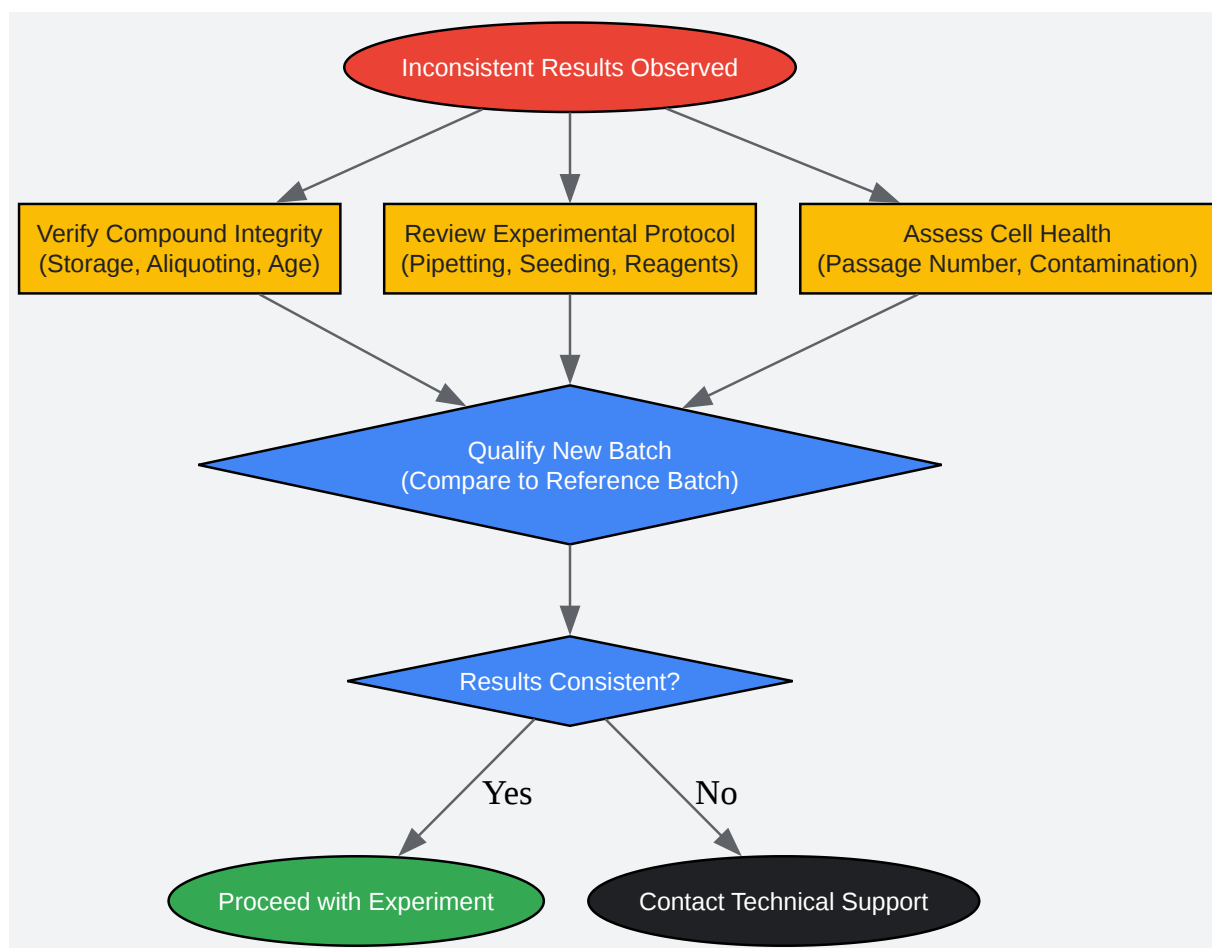 Inconsistent Results Observed
Verify Compound Integrity
(Storage, Aliquoting, Age)
Review Experimental Protocol
(Pipetting, Seeding, Reagents)
Assess Cell Health
(Passage Number, Contamination)
Qualify New Batch
(Compare to Reference Batch)
Results Consistent?
Yes
No
Proceed with Experiment
Contact Technical Support